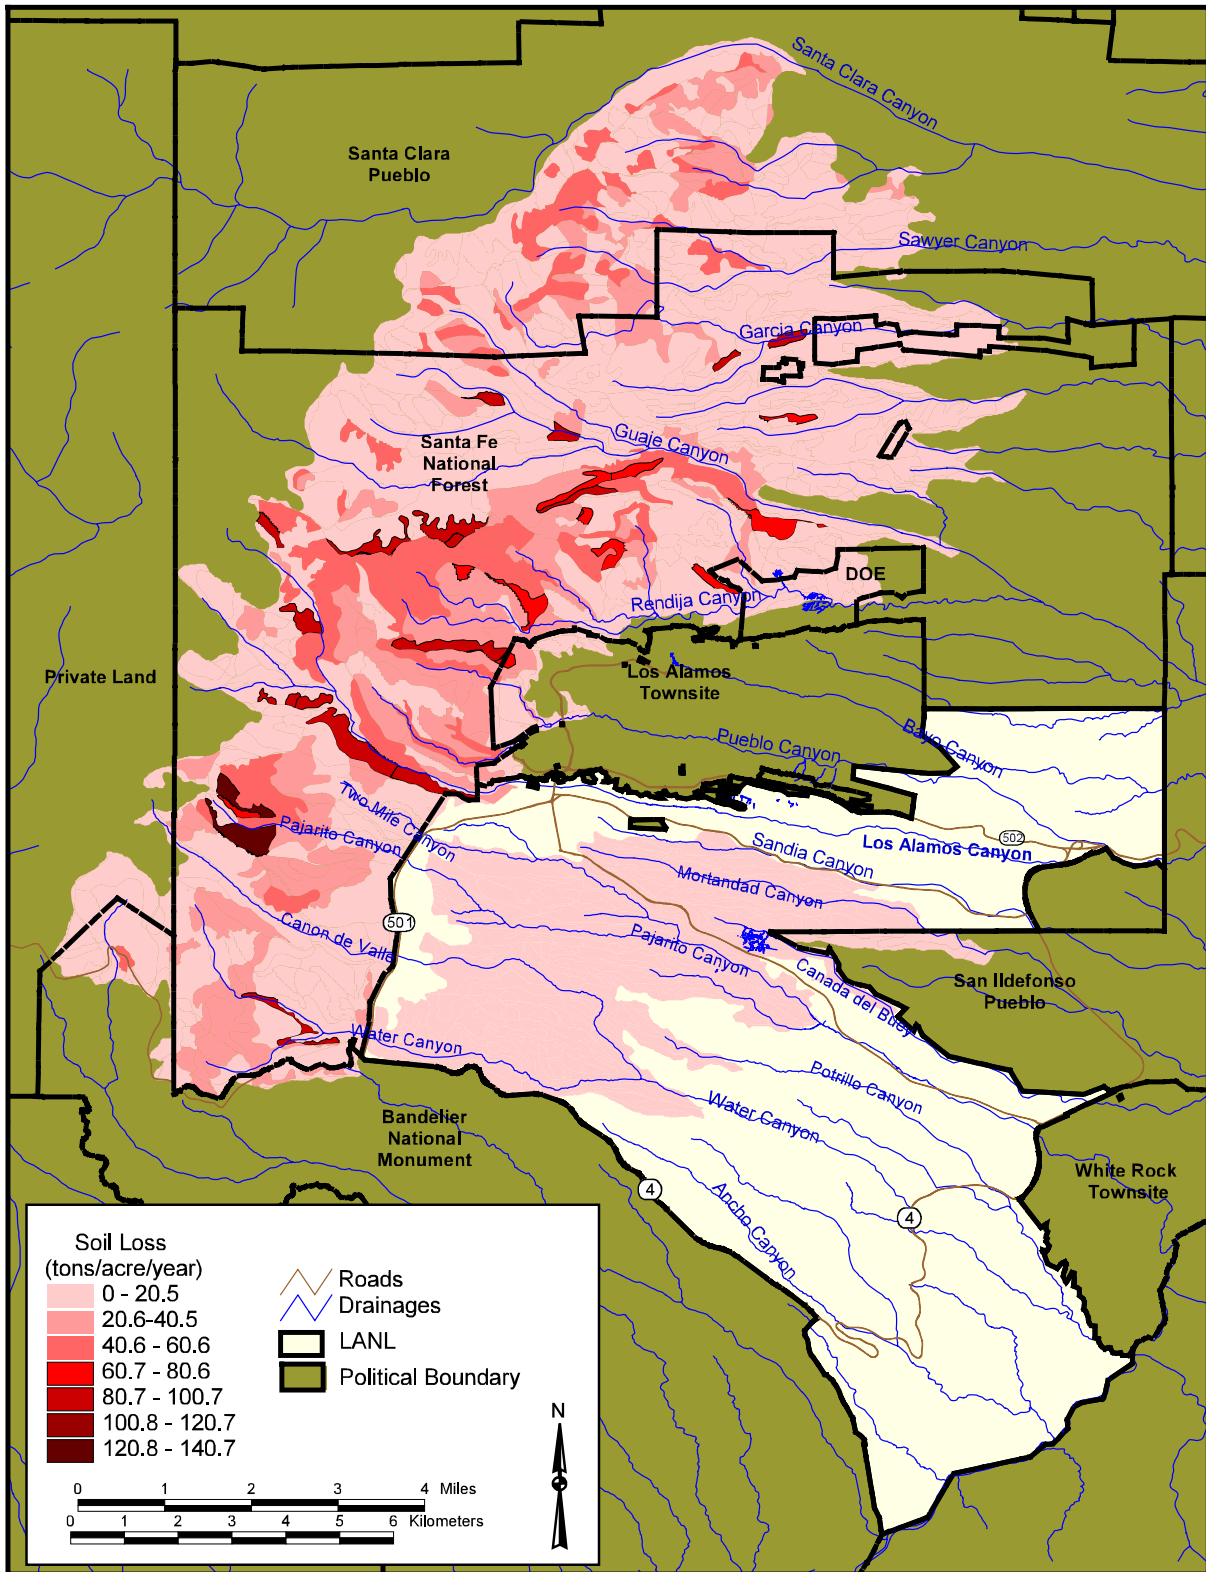 Santa Clara Canyon
Santa Clara
Pueblo
Sawyer Canyon
Garcia Canyon
Guaje Canyon
Santa Fe
National
Forest
DOE
Rendija Canyon
Private Land
Los Alamos
Townsite
Bayo Canyon
Pueblo Canyon
Two Mile Canyon
Pajarito Canyon
Sandia Canyon
502
Los Alamos Canyon
Mortandad Canyon
501
Canon de Valle
Pajarito Canyon
Canada del Buey
San Ildefonso
Pueblo
Water Canyon
Potrillo Canyon
Water Canyon
Bandelier
National
Monument
White Rock
Townsite
4
Ancho Canyon
4
Soil Loss
(tons/acre/year)
0 - 20.5
20.6-40.5
40.6 - 60.6
60.7 - 80.6
80.7 - 100.7
100.8 - 120.7
120.8 - 140.7
Roads
Drainages
LANL
Political Boundary
N
0 1 2 3 4 Miles
0 1 2 3 4 5 6 Kilometers